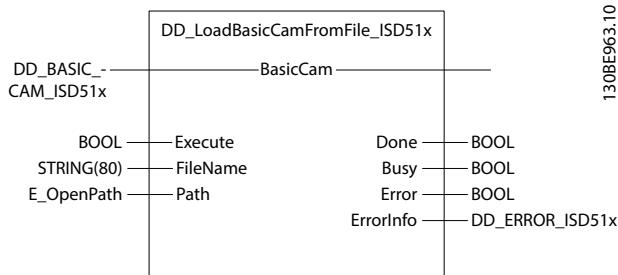 DD_LoadBasicCamFromFile_ISD51x
DD_BASIC_-
CAM_ISD51x
BasicCam
BOOL Execute Done BOOL
STRING(80) FileName Busy BOOL
E_OpenPath Path Error BOOL
ErrorInfo DD_ERROR_ISD51x
130BE963.10